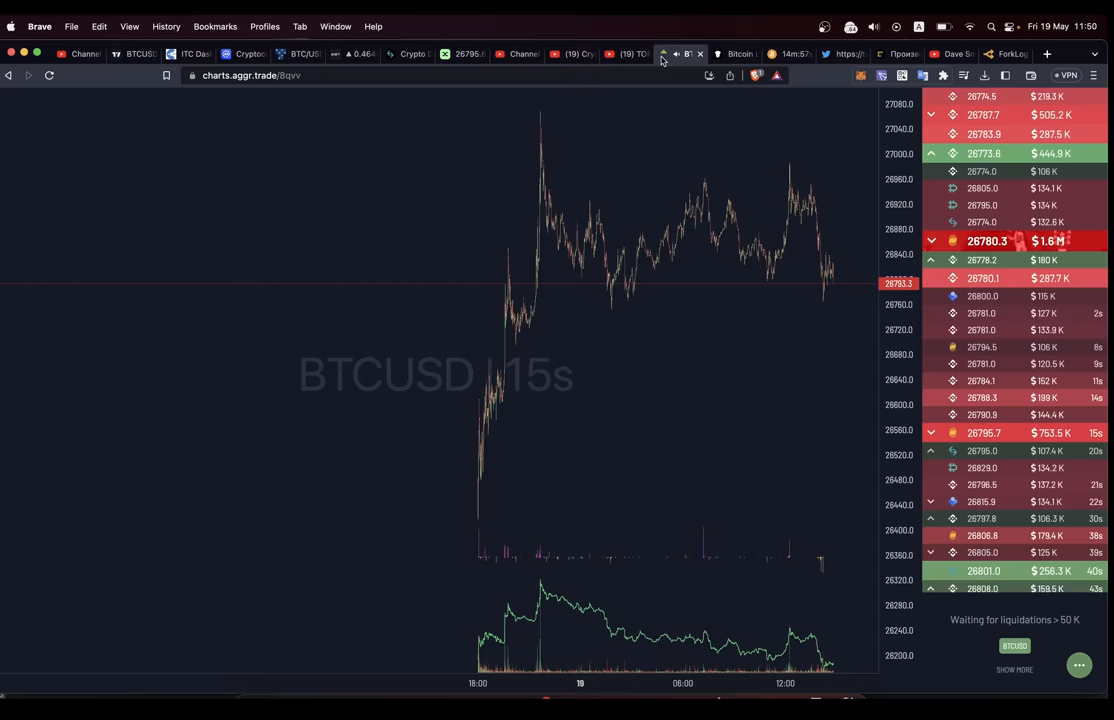 Brave File Edit View History Bookmarks Profiles Tab Window Help A Fri 19 May 11:50
Channel BTCUSD ITC Das Cryptoc BTC/US 0.464 Crypto D 26795.6 Channel (19) Cry (19) TOP BT Bitcoin 14m:57s https:// Произв Dave Sn ForkLog
charts.aggr.trade/8qvv VPN
BTCUSD | 15s
27080.0
27040.0
27000.0
26960.0
26920.0
26880.0
26840.0
26793.3
26760.0
26720.0
26680.0
26640.0
26600.0
26560.0
26520.0
26480.0
26440.0
26400.0
26360.0
26320.0
26280.0
26240.0
26200.0
18:00 19 06:00 12:00
26774.5 $219.3 K
26787.7 $505.2 K
26783.9 $287.5 K
26773.6 $444.9 K
26774.0 $106 K
26805.0 $134.1 K
26795.0 $134 K
26774.0 $132.6 K
26780.3 $1.6 M
26778.2 $180 K
26780.1 $287.7 K
26800.0 $115 K
26781.0 $127 K 2s
26781.0 $133.9 K
26794.5 $106 K 8s
26781.0 $120.5 K 9s
26784.1 $152 K 11s
26788.3 $199 K 14s
26790.9 $144.4 K
26795.7 $753.5 K 15s
26795.0 $107.4 K 20s
26829.0 $134.2 K
26796.5 $137.2 K 21s
26815.9 $134.1 K 22s
26797.8 $106.3 K 30s
26806.8 $179.4 K 38s
26805.0 $125 K 39s
26801.0 $256.3 K 40s
26808.0 $159.5 K 43s
Waiting for liquidations > 50 K
BTCUSD
SHOW MORE